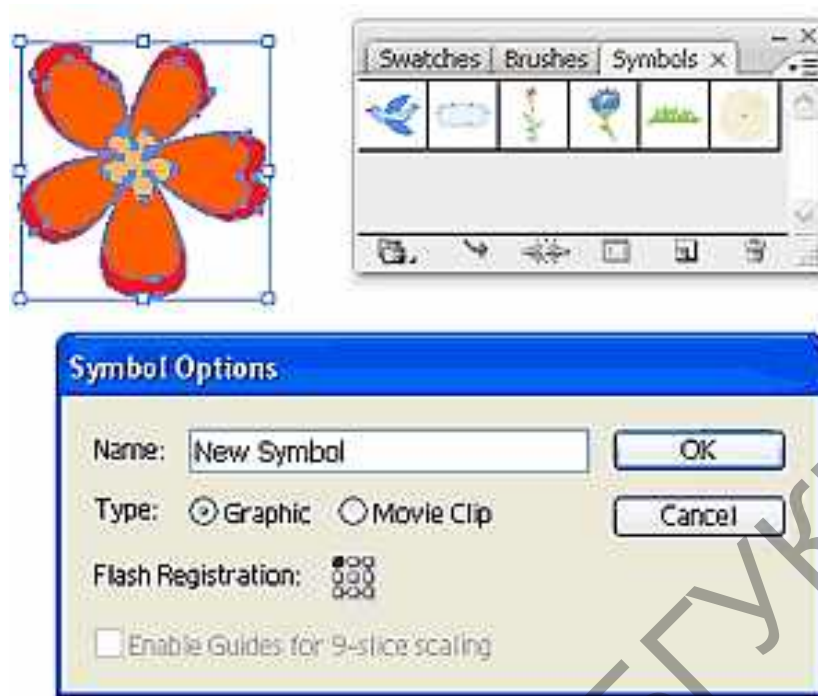 Swatches Brushes Symbols ×
Symbol Options
Name: New Symbol OK
Type: Graphic Movie Clip Cancel
Flash Registration:
Enable Guides for 9-slice scaling